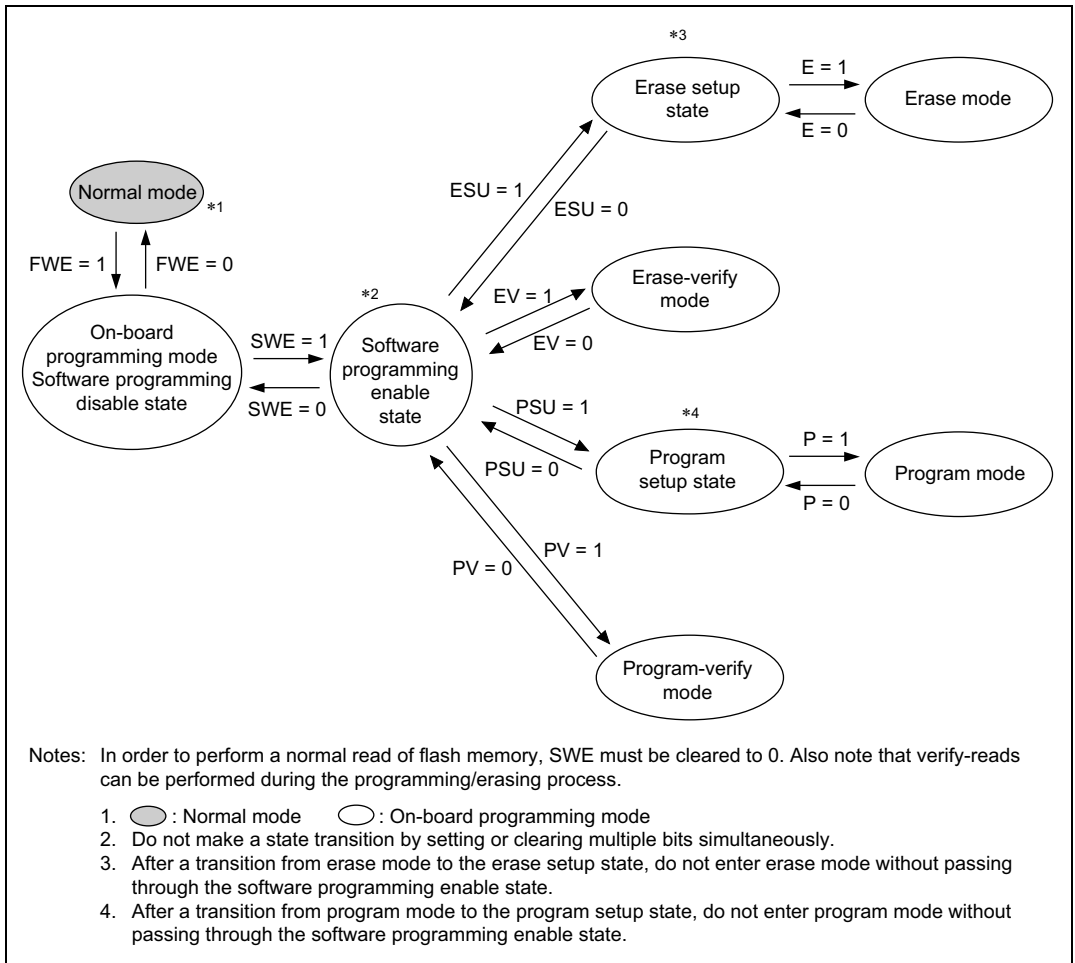 *3
Erase setup
state
E = 1
E = 0
Erase mode
Normal mode
*1
FWE = 1
FWE = 0
ESU = 1
ESU = 0
On-board
programming mode
Software programming
disable state
SWE = 1
SWE = 0
*2
Software
programming
enable
state
EV = 1
EV = 0
Erase-verify
mode
PSU = 1
PSU = 0
*4
Program
setup state
P = 1
P = 0
Program mode
PV = 1
PV = 0
Program-verify
mode
Notes: In order to perform a normal read of flash memory, SWE must be cleared to 0. Also note that verify-reads
can be performed during the programming/erasing process.
1. : Normal mode : On-board programming mode
2. Do not make a state transition by setting or clearing multiple bits simultaneously.
3. After a transition from erase mode to the erase setup state, do not enter erase mode without passing
through the software programming enable state.
4. After a transition from program mode to the program setup state, do not enter program mode without
passing through the software programming enable state.